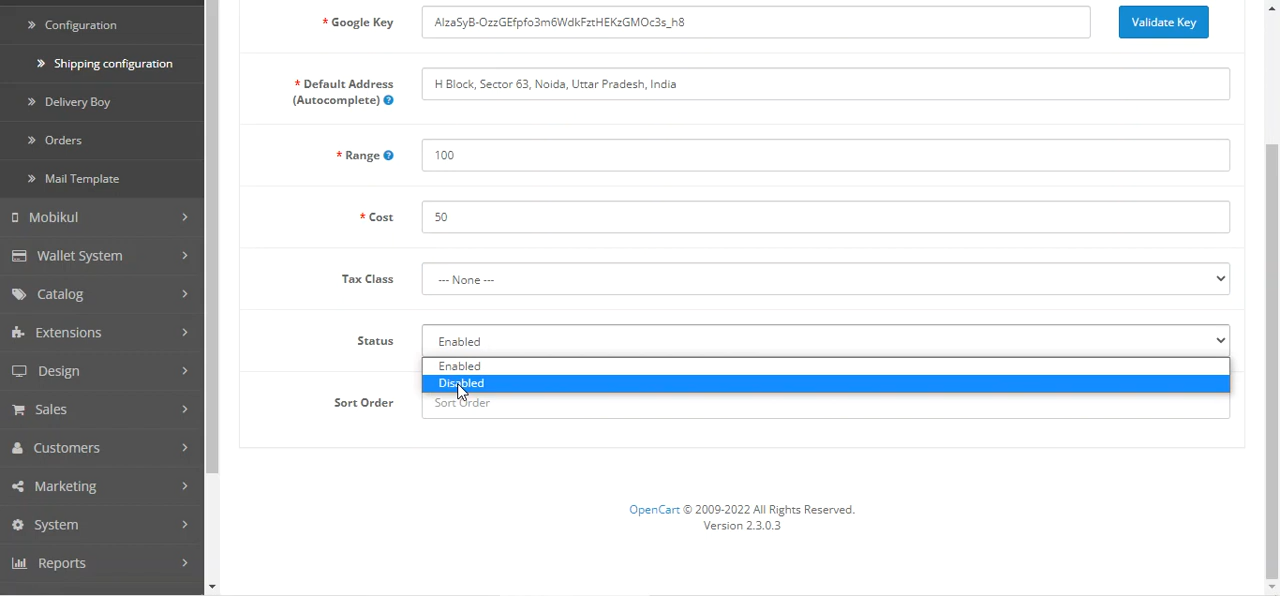 Configuration
Shipping configuration
Delivery Boy
Orders
Mail Template
Mobikul
Wallet System
Catalog
Extensions
Design
Sales
Customers
Marketing
System
Reports
* Google Key
AIzaSyB-OzzGEfpfo3m6WdkFztHEKzGMOc3s_h8
Validate Key
* Default Address
(Autocomplete)
H Block, Sector 63, Noida, Uttar Pradesh, India
* Range
100
* Cost
50
Tax Class
--- None ---
Status
Enabled
Enabled
Disabled
Sort Order
Sort Order
OpenCart © 2009-2022 All Rights Reserved.
Version 2.3.0.3